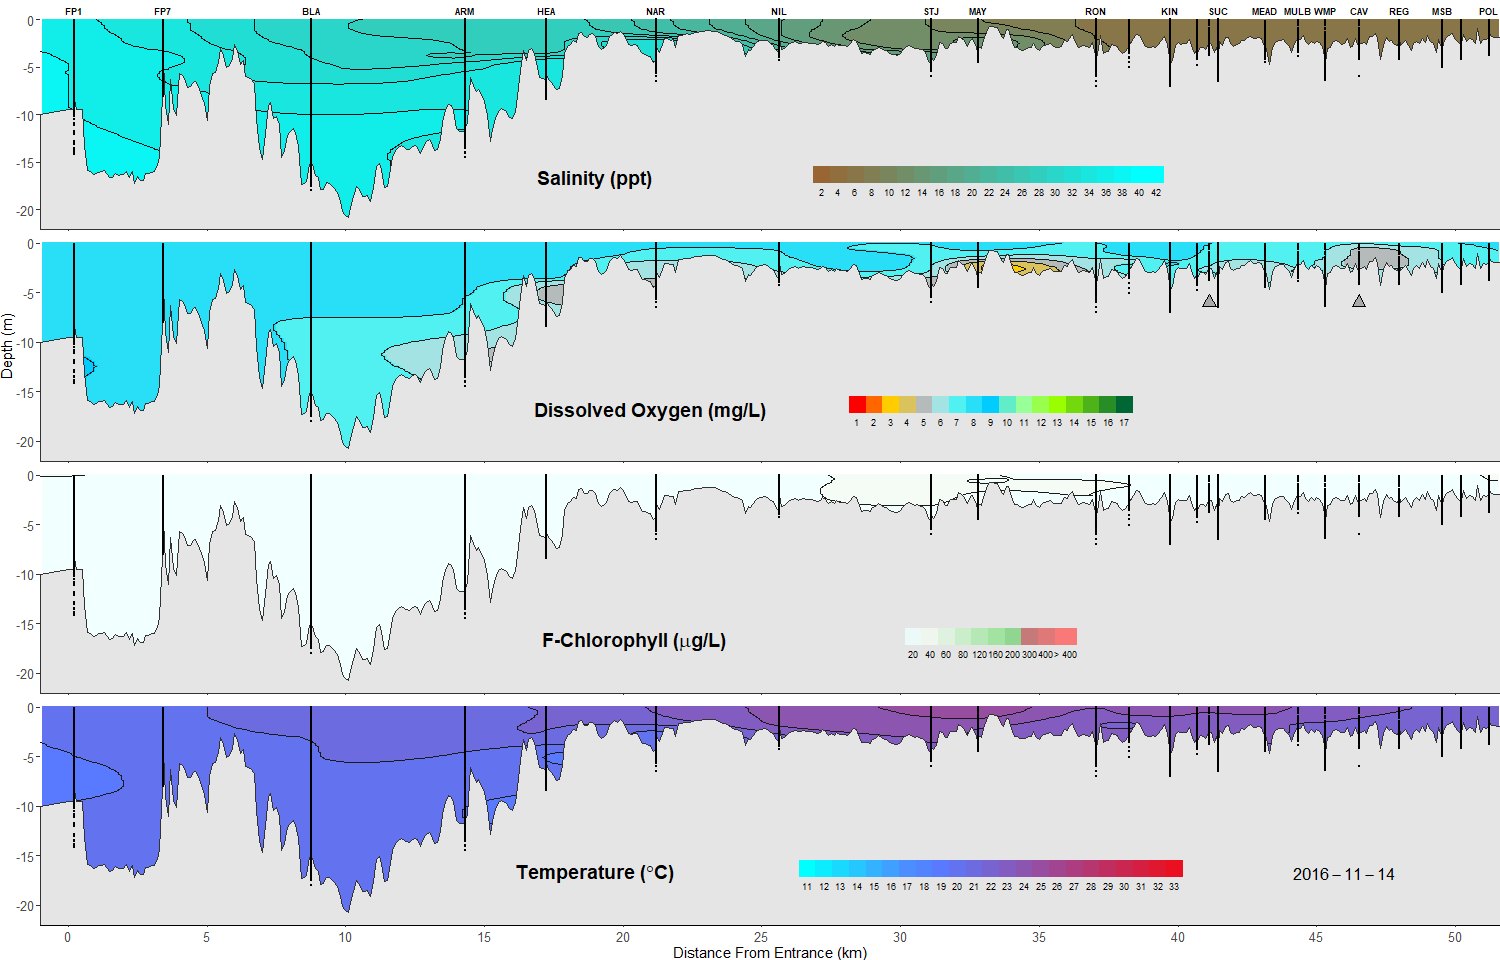 FP1 FP7 BLA ARM HEA NAR NIL STJ MAY RON KIN SUC MEAD MULB WMP CAV REG MSB POL
0
-5
-10
-15
-20
Salinity (ppt)
2 4 6 8 10 12 14 16 18 20 22 24 26 28 30 32 34 36 38 40 42
0
-5
-10
-15
-20
Depth (m)
Dissolved Oxygen (mg/L)
1 2 3 4 5 6 7 8 9 10 11 12 13 14 15 16 17
0
-5
-10
-15
-20
F-Chlorophyll (μg/L)
20 40 60 80 120 160 200 300 400 > 400
0
-5
-10
-15
-20
Temperature (°C)
11 12 13 14 15 16 17 18 19 20 21 22 23 24 25 26 27 28 29 30 31 32 33
2016 – 11 – 14
0 5 10 15 20 25 30 35 40 45 50
Distance From Entrance (km)